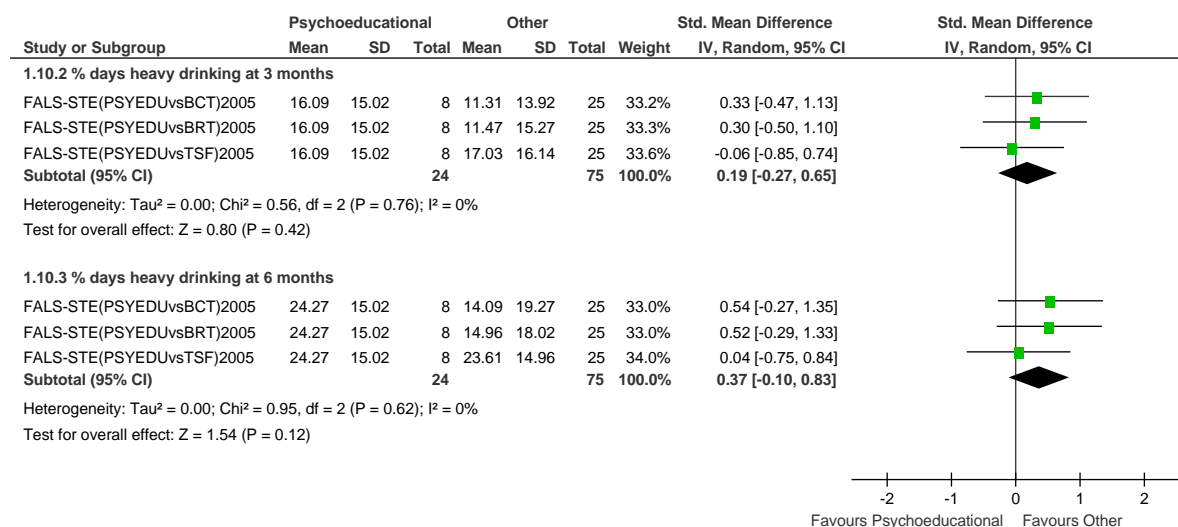 Psychoeducational Other Std. Mean Difference Std. Mean Difference
Study or Subgroup Mean SD Total Mean SD Total Weight IV, Random, 95% CI IV, Random, 95% CI
1.10.2 % days heavy drinking at 3 months
FALS-STE(PSYEDUvsBCT)2005 16.09 15.02 8 11.31 13.92 25 33.2% 0.33 [-0.47, 1.13]
FALS-STE(PSYEDUvsBRT)2005 16.09 15.02 8 11.47 15.27 25 33.3% 0.30 [-0.50, 1.10]
FALS-STE(PSYEDUvsTSF)2005 16.09 15.02 8 17.03 16.14 25 33.6% -0.06 [-0.85, 0.74]
Subtotal (95% CI) 24 75 100.0% 0.19 [-0.27, 0.65]
Heterogeneity: Tau² = 0.00; Chi² = 0.56, df = 2 (P = 0.76); I² = 0%
Test for overall effect: Z = 0.80 (P = 0.42)
1.10.3 % days heavy drinking at 6 months
FALS-STE(PSYEDUvsBCT)2005 24.27 15.02 8 14.09 19.27 25 33.0% 0.54 [-0.27, 1.35]
FALS-STE(PSYEDUvsBRT)2005 24.27 15.02 8 14.96 18.02 25 33.0% 0.52 [-0.29, 1.33]
FALS-STE(PSYEDUvsTSF)2005 24.27 15.02 8 23.61 14.96 25 34.0% 0.04 [-0.75, 0.84]
Subtotal (95% CI) 24 75 100.0% 0.37 [-0.10, 0.83]
Heterogeneity: Tau² = 0.00; Chi² = 0.95, df = 2 (P = 0.62); I² = 0%
Test for overall effect: Z = 1.54 (P = 0.12)
-2 -1 0 1 2
Favours Psychoeducational Favours Other